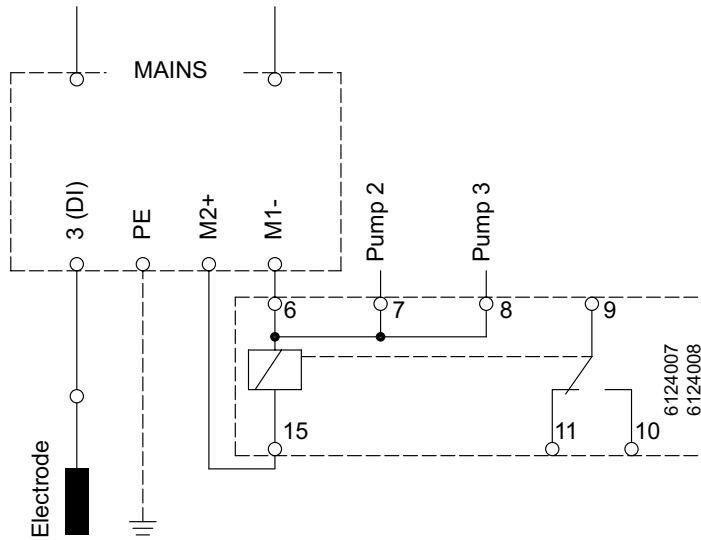 MAINS
3 (DI)
PE
M2+
M1-
Pump 2
Pump 3
6
7
8
9
15
11
10
6124007
6124008
Electrode